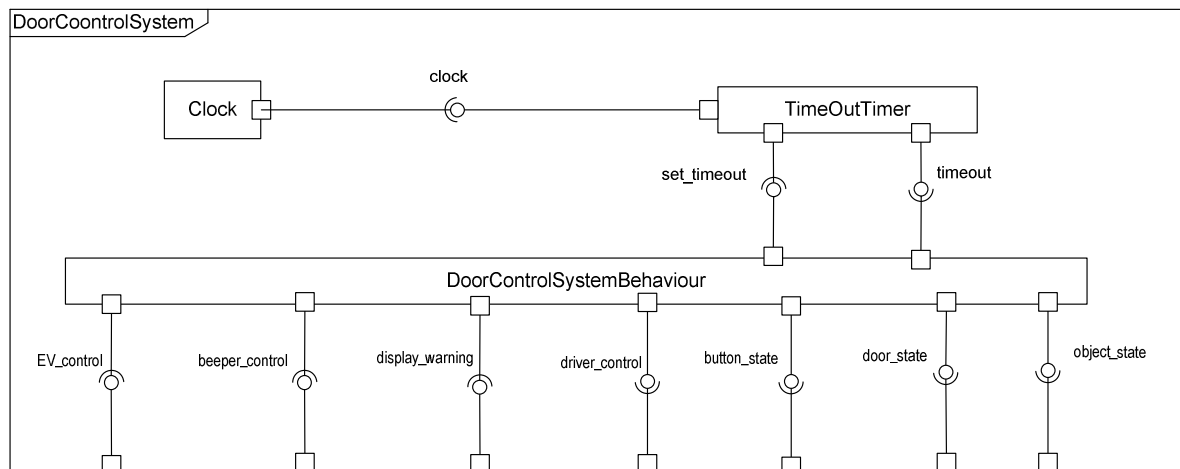 DoorCoontrolSystem
clock
Clock
TimeOutTimer
set_timeout
timeout
DoorControlSystemBehaviour
EV_control
beeper_control
display_warning
driver_control
button_state
door_state
object_state